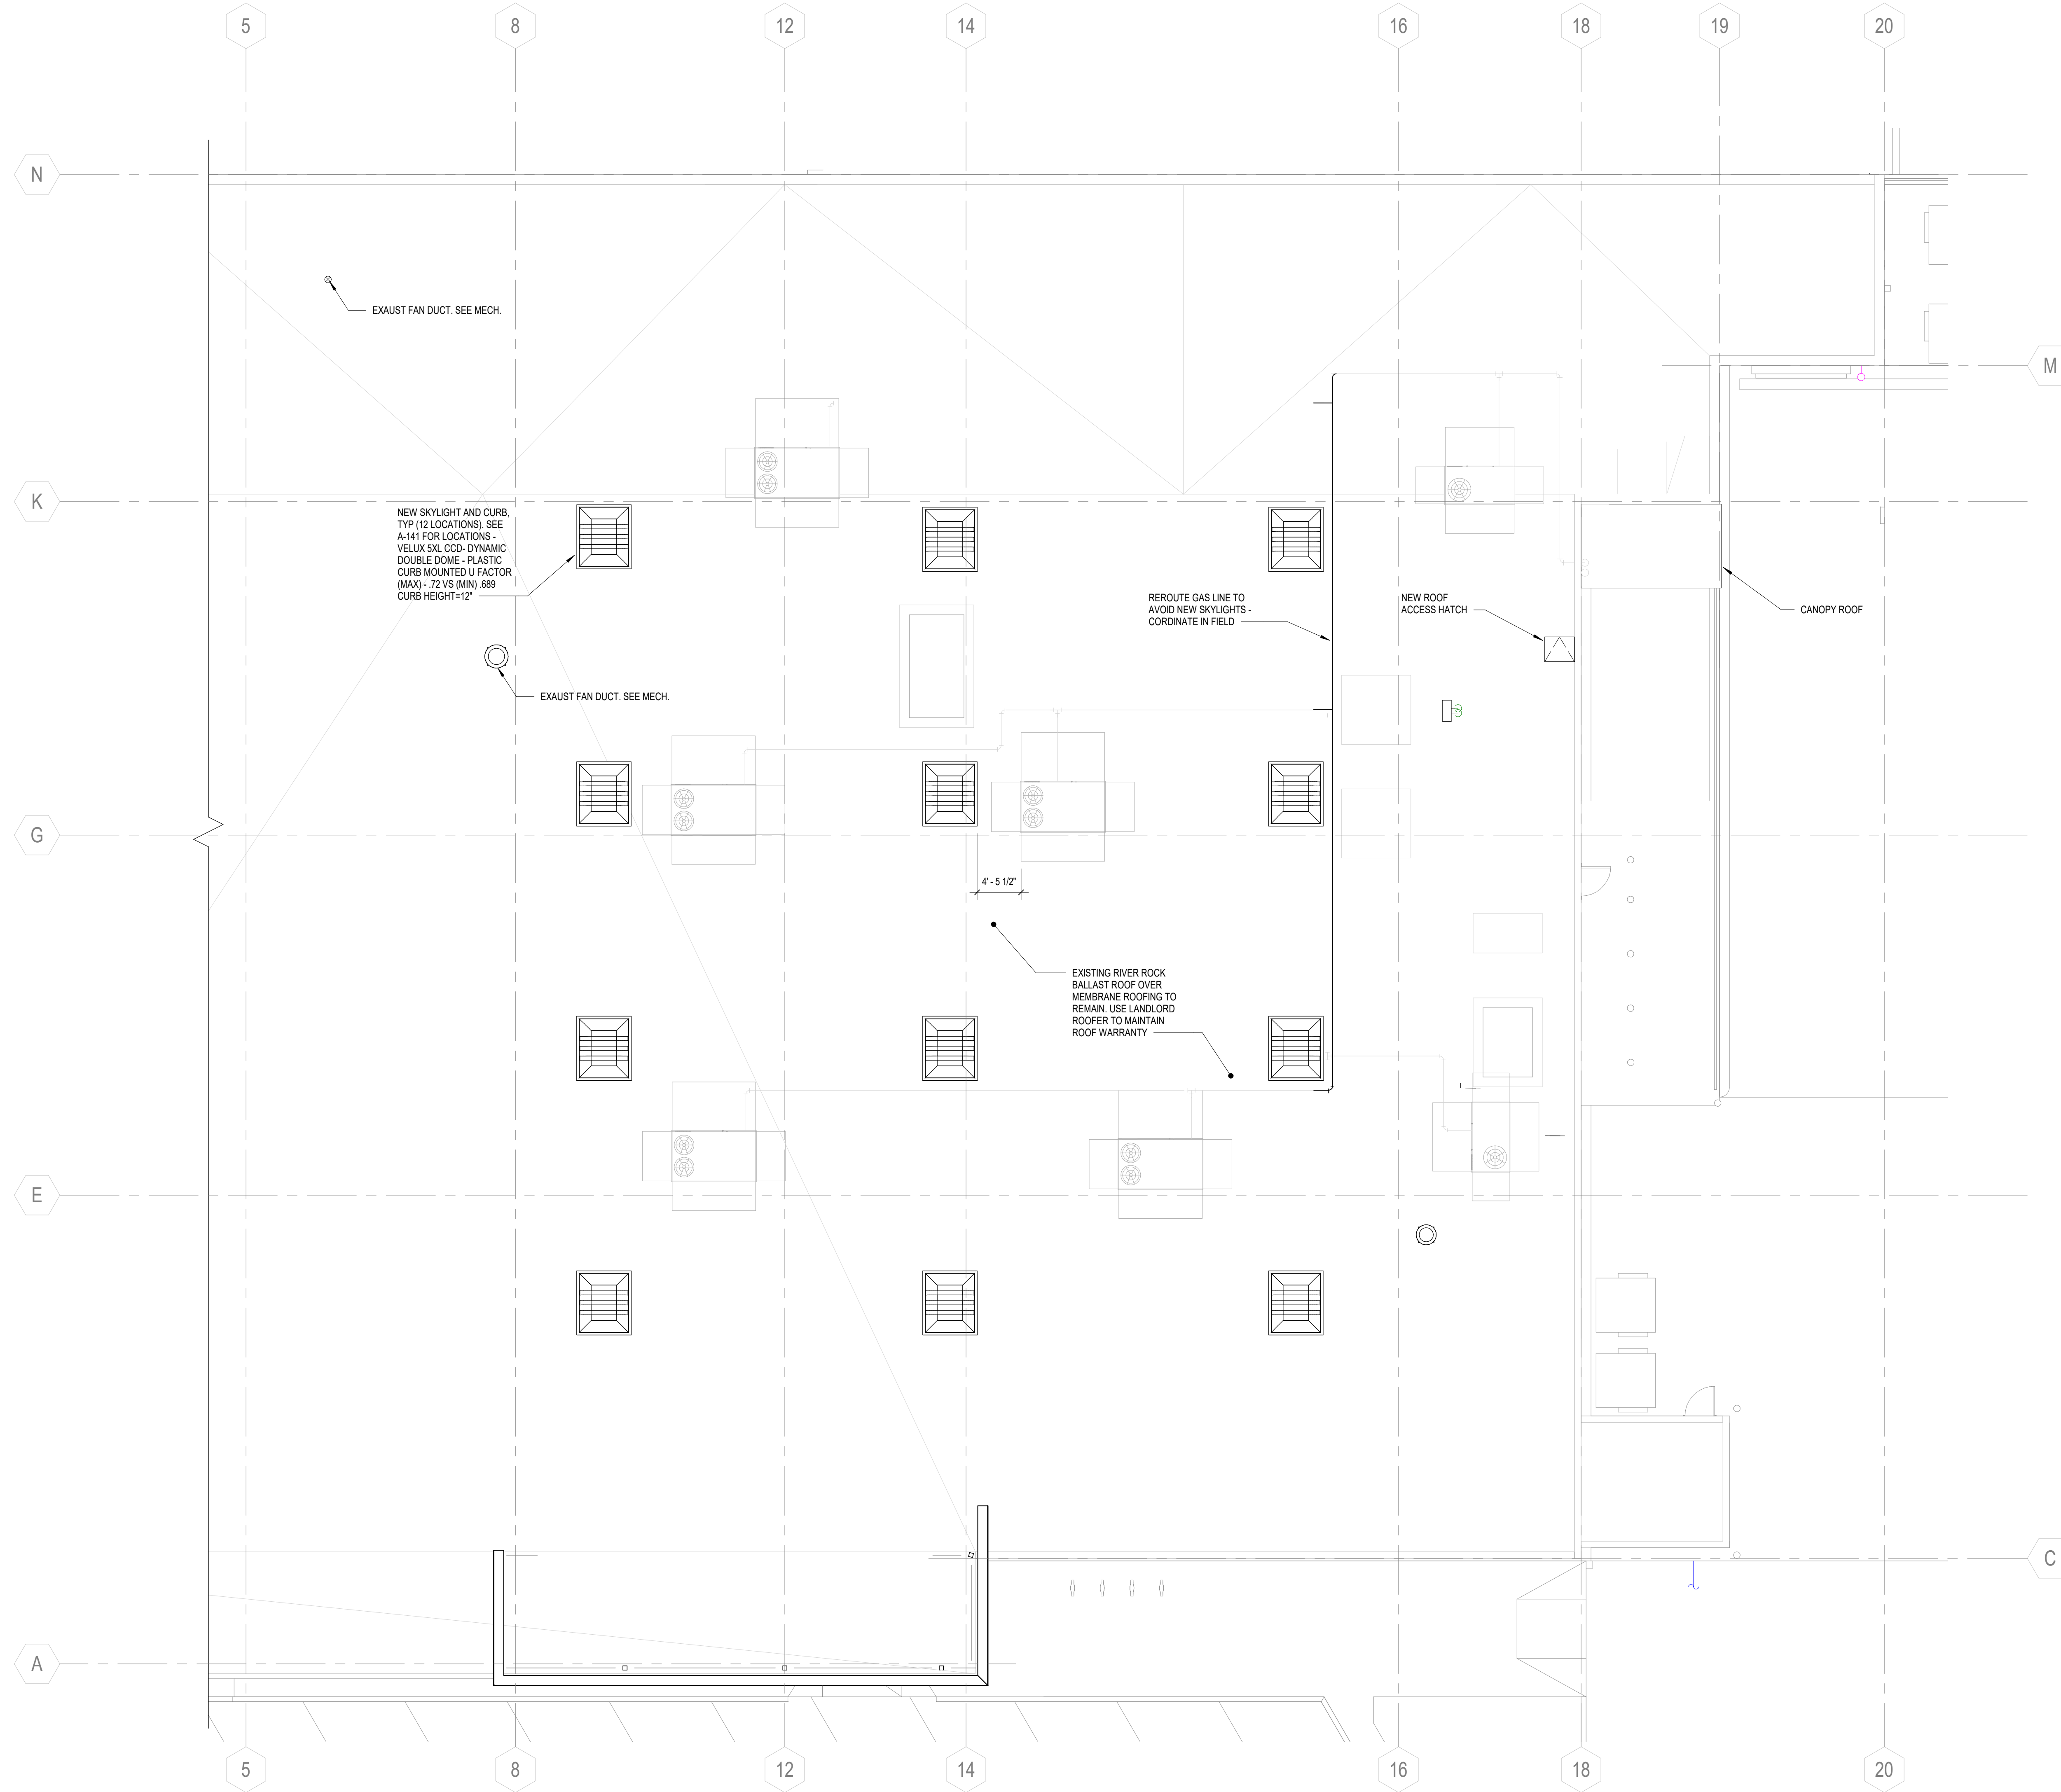 5
8
12
14
16
18
19
20
N
EXAUST FAN DUCT. SEE MECH.
M
K
NEW SKYLIGHT AND CURB,
TYP (12 LOCATIONS). SEE
A-141 FOR LOCATIONS -
VELUX 5XL CCD- DYNAMIC
DOUBLE DOME - PLASTIC
CURB MOUNTED U FACTOR
(MAX) - .72 VS (MIN) .689
CURB HEIGHT=12"
REROUTE GAS LINE TO
AVOID NEW SKYLIGHTS -
CORDINATE IN FIELD
NEW ROOF
ACCESS HATCH
CANOPY ROOF
EXAUST FAN DUCT. SEE MECH.
G
4' - 5 1/2"
EXISTING RIVER ROCK
BALLAST ROOF OVER
MEMBRANE ROOFING TO
REMAIN. USE LANDLORD
ROOFER TO MAINTAIN
ROOF WARRANTY
E
C
A
5
8
12
14
16
18
20